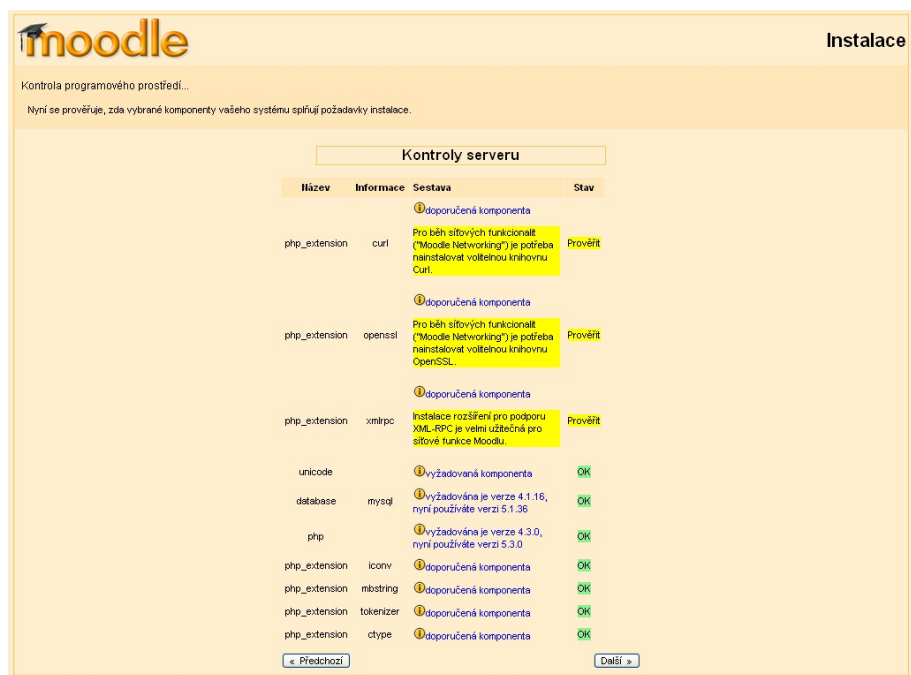 moodle
Instalace
Kontrola programového prostředí...
Nyní se prověřuje, zda vybrané komponenty vašeho systému splňují požadavky instalace.
Kontroly serveru
Název Informace Sestava Stav
doporučená komponenta
php_extension curl Pro běh síťových funkcionalit ("Moodle Networking") je potřeba nainstalovat volitelnou knihovnu Curl. Prověřit
doporučená komponenta
php_extension openssl Pro běh síťových funkcionalit ("Moodle Networking") je potřeba nainstalovat volitelnou knihovnu OpenSSL. Prověřit
doporučená komponenta
php_extension xmlrpc Instalace rozšíření pro podporu XML-RPC je velmi užitečná pro síťové funkce Moodlu. Prověřit
unicode vyžadovaná komponenta OK
database mysql vyžadována je verze 4.1.16, nyní používáte verzi 5.1.36 OK
php vyžadována je verze 4.3.0, nyní používáte verzi 5.3.0 OK
php_extension iconv doporučená komponenta OK
php_extension mbstring doporučená komponenta OK
php_extension tokenizer doporučená komponenta OK
php_extension ctype doporučená komponenta OK
« Předchozí Další »